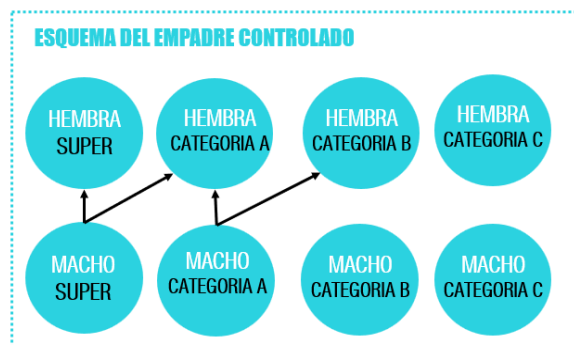 ESQUEMA DEL EMPADRE CONTROLADO
HEMBRA
SUPER
HEMBRA
CATEGORIA A
HEMBRA
CATEGORIA B
HEMBRA
CATEGORIA C
MACHO
SUPER
MACHO
CATEGORIA A
MACHO
CATEGORIA B
MACHO
CATEGORIA C